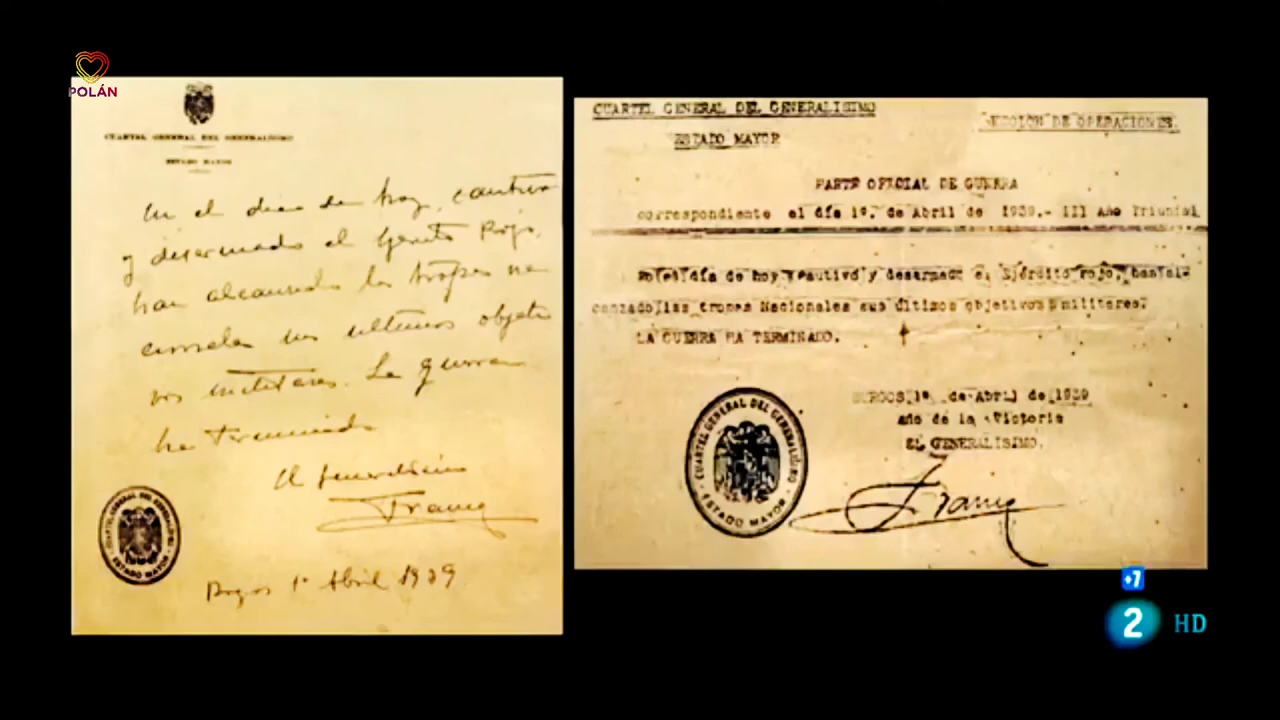 POLÁN
CUARTEL GENERAL DEL GENERALÍSIMO
ESTADO MAYOR
En el dia de hoy, cautivo
y desarmado el Ejercito Rojo,
han alcanzado las tropas na-
cionales sus ultimos objeti-
vos militares. La guerra
ha terminado
El generalisimo
Franco
Burgos 1º Abril 1939
CUARTEL GENERAL DEL GENERALÍSIMO
ESTADO MAYOR
CUARTEL GENERAL DEL GENERALISIMO
SECCION DE OPERACIONES.
ESTADO MAYOR
PARTE OFICIAL DE GUERRA
correspondiente al día 1º. de Abril de 1939.- III Año Triunfal
En el día de hoy, cautivo y desarmado el Ejército rojo, han al-
canzado las tropas Nacionales sus últimos objetivos militares.
LA GUERRA HA TERMINADO.
BURGOS 1º. de Abril de 1939
año de la Victoria
EL GENERALISIMO.
Franco
CUARTEL GENERAL DEL GENERALÍSIMO
ESTADO MAYOR
+7
2 HD